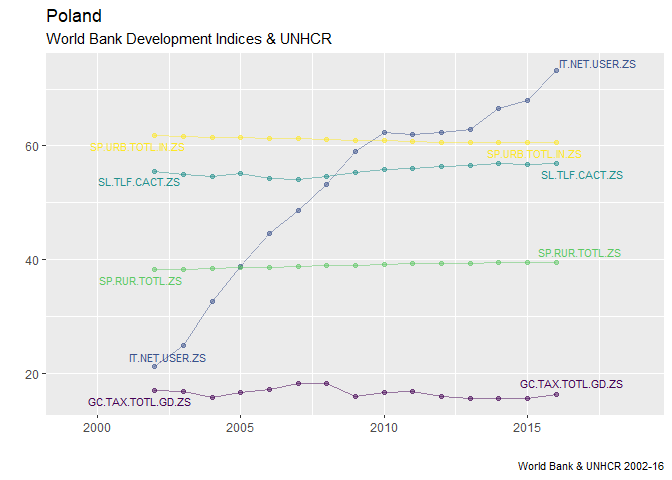 Poland
World Bank Development Indices & UNHCR
IT.NET.USER.ZS
60
SP.URB.TOTL.IN.ZS
SP.URB.TOTL.IN.ZS
SL.TLF.CACT.ZS
SL.TLF.CACT.ZS
40
SP.RUR.TOTL.ZS
SP.RUR.TOTL.ZS
IT.NET.USER.ZS
20
GC.TAX.TOTL.GD.ZS
GC.TAX.TOTL.GD.ZS
2000 2005 2010 2015
World Bank & UNHCR 2002-16